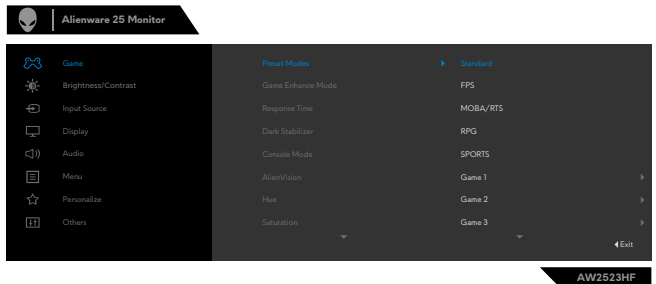 Alienware 25 Monitor
Game Preset Modes Standard
Brightness/Contrast Game Enhance Mode FPS
Input Source Response Time MOBA/RTS
Display Dark Stabilizer RPG
Audio Console Mode SPORTS
Menu AlienVision Game 1
Personalize Hue Game 2
Others Saturation Game 3
Exit
AW2523HF